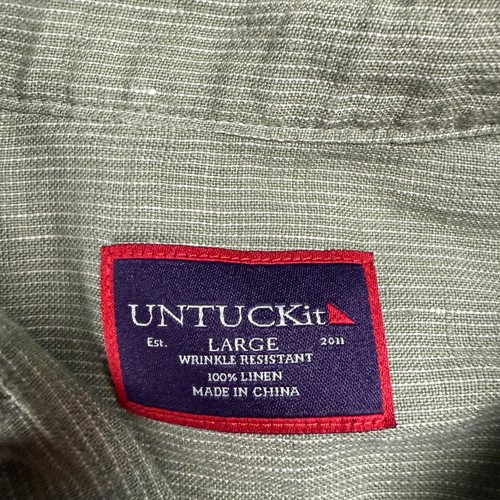 UNTUCKit
Est. LARGE 2011
WRINKLE RESISTANT
100% LINEN
MADE IN CHINA